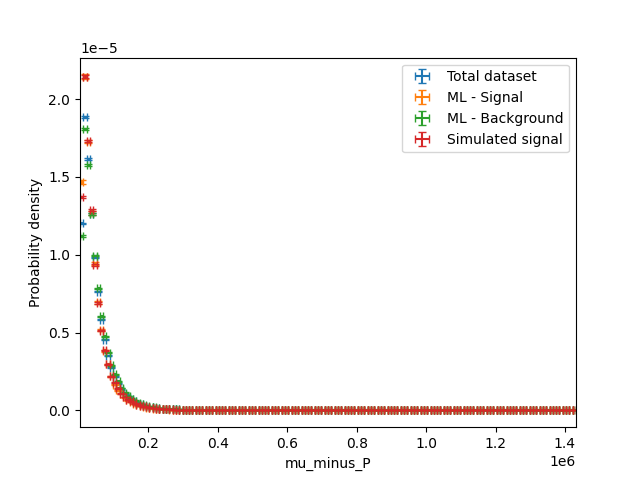 1e−5
Total dataset
ML - Signal
ML - Background
Simulated signal
Probability density
2.0
1.5
1.0
0.5
0.0
0.2 0.4 0.6 0.8 1.0 1.2 1.4
1e6
mu_minus_P